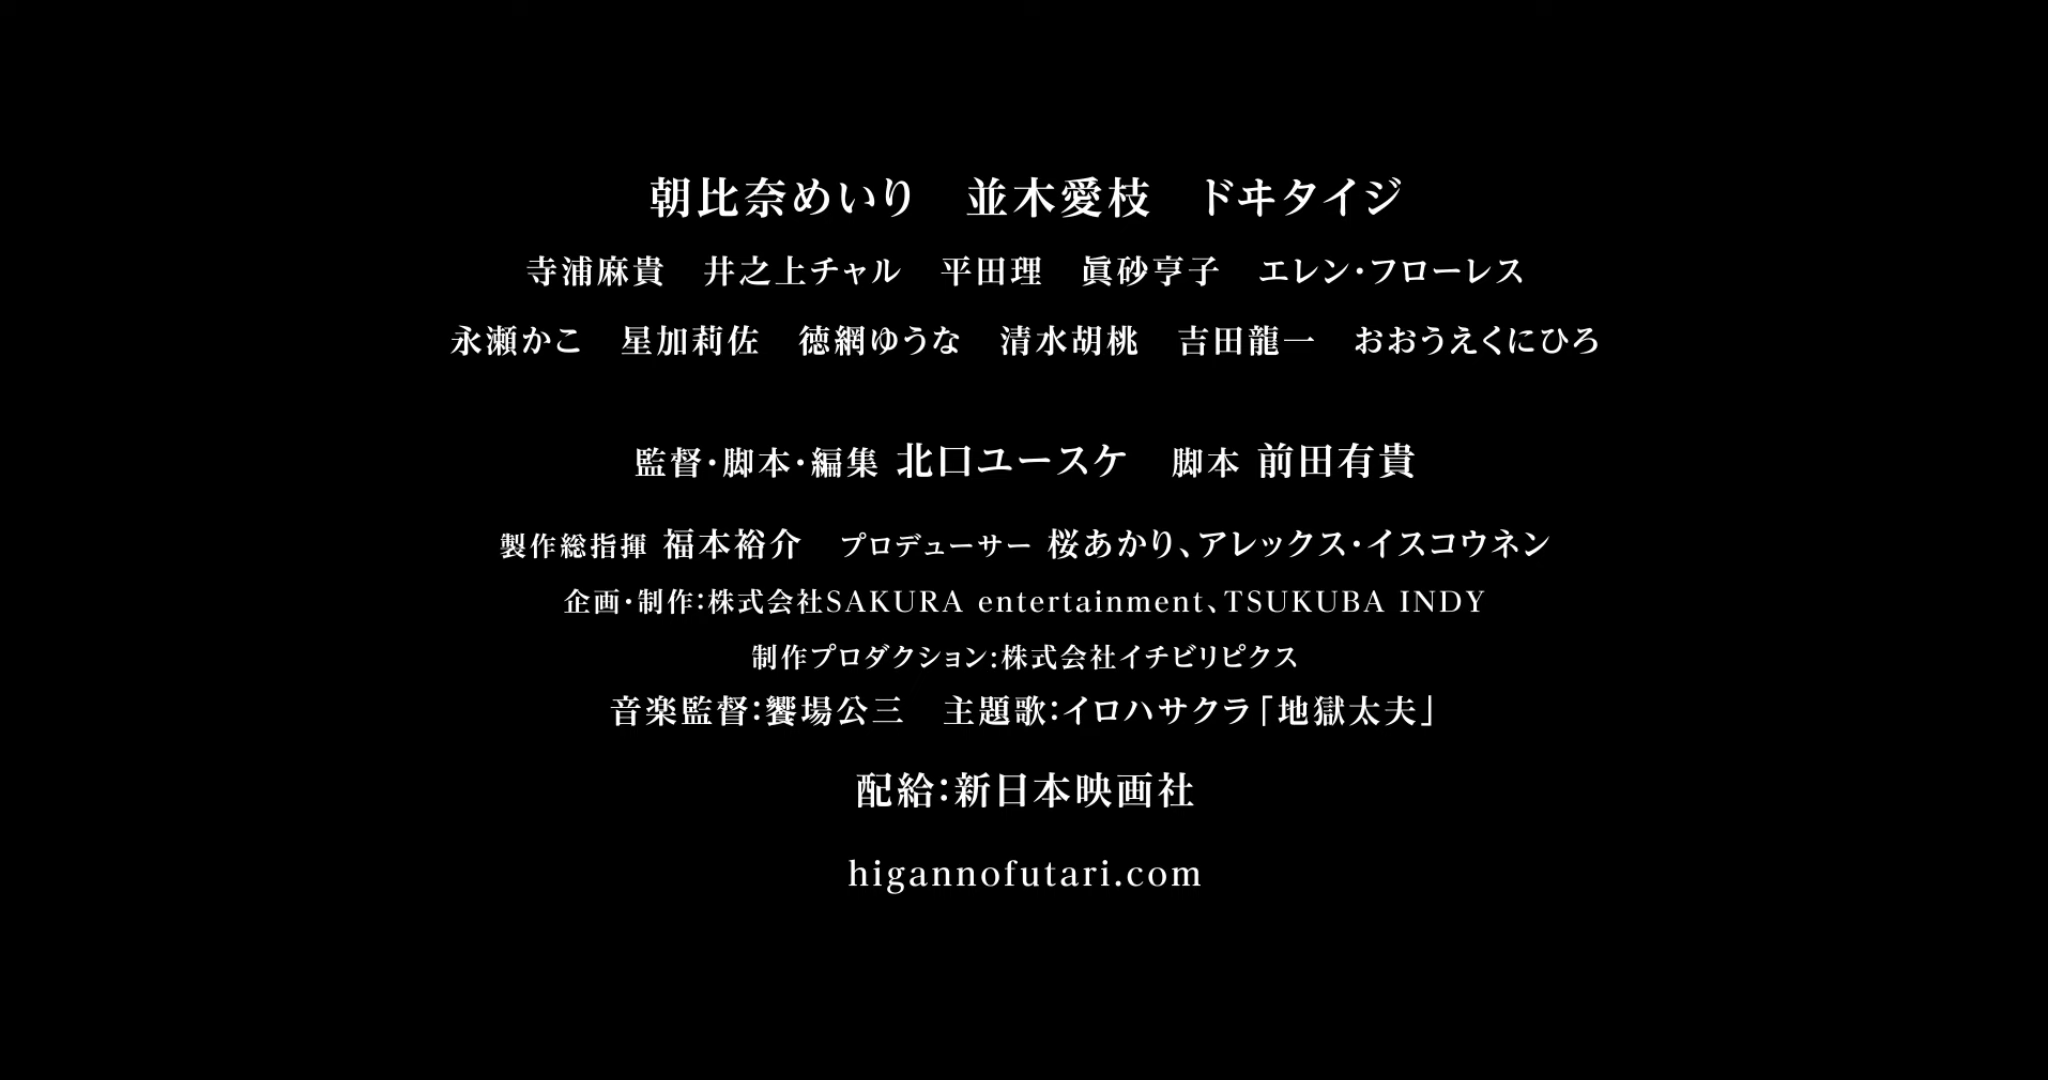 朝比奈めいり　並木愛枝　ドヰタイジ
寺浦麻貴　井之上チャル　平田理　眞砂亨子　エレン・フローレス
永瀬かこ　星加莉佐　徳網ゆうな　清水胡桃　吉田龍一　おおうえくにひろ
監督・脚本・編集 北口ユースケ　脚本 前田有貴
製作総指揮 福本裕介　プロデューサー 桜あかり、アレックス・イスコウネン
企画・制作：株式会社SAKURA entertainment、TSUKUBA INDY
制作プロダクション：株式会社イチビリピクス
音楽監督：饗場公三　主題歌：イロハサクラ「地獄太夫」
配給：新日本映画社
higannofutari.com